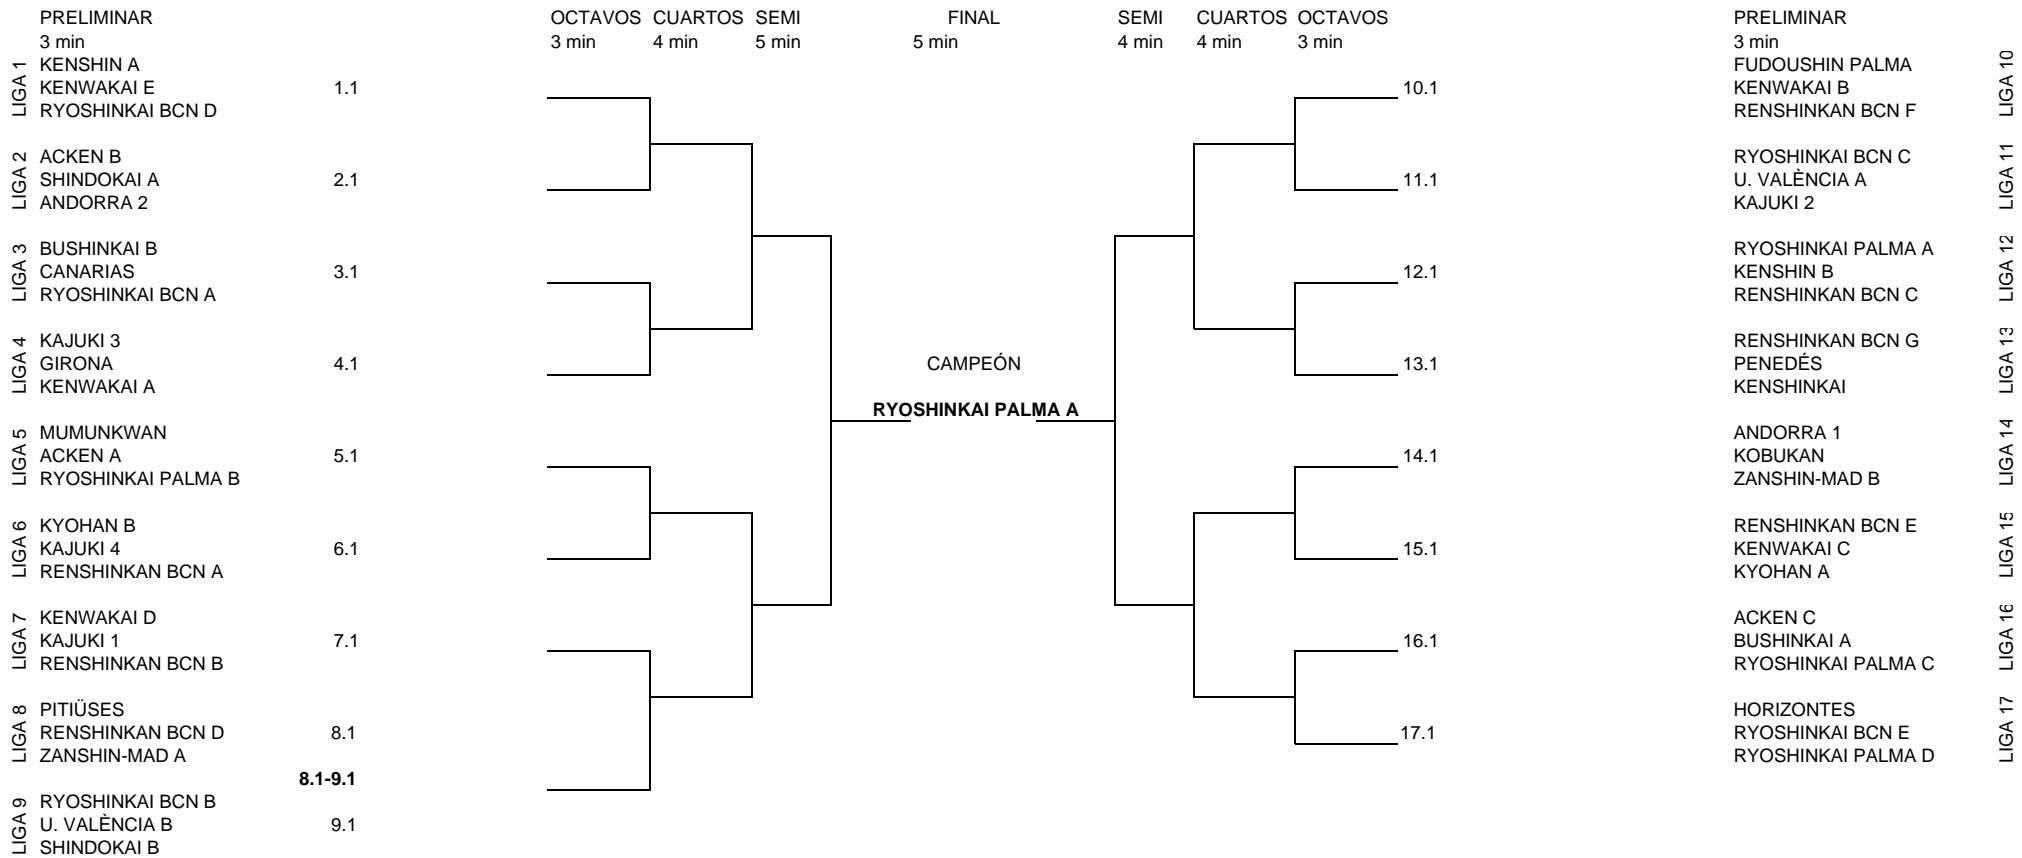 PRELIMINAR OCTAVOS CUARTOS SEMI FINAL SEMI CUARTOS OCTAVOS PRELIMINAR
3 min 3 min 4 min 5 min 5 min 4 min 4 min 3 min 3 min
LIGA 1
KENSHIN A
KENWAKAI E 1.1
RYOSHINKAI BCN D
LIGA 2
ACKEN B
SHINDOKAI A 2.1
ANDORRA 2
LIGA 3
BUSHINKAI B
CANARIAS 3.1
RYOSHINKAI BCN A
LIGA 4
KAJUKI 3
GIRONA 4.1
KENWAKAI A
LIGA 5
MUMUNKWAN
ACKEN A 5.1
RYOSHINKAI PALMA B
LIGA 6
KYOHAN B
KAJUKI 4 6.1
RENSHINKAN BCN A
LIGA 7
KENWAKAI D
KAJUKI 1 7.1
RENSHINKAN BCN B
LIGA 8
PITIÜSES
RENSHINKAN BCN D 8.1
ZANSHIN-MAD A
8.1-9.1
LIGA 9
RYOSHINKAI BCN B
U. VALÈNCIA B 9.1
SHINDOKAI B
CAMPEÓN
RYOSHINKAI PALMA A
FUDOUSHIN PALMA
10.1 KENWAKAI B
RENSHINKAN BCN F
LIGA 10
RYOSHINKAI BCN C
11.1 U. VALÈNCIA A
KAJUKI 2
LIGA 11
RYOSHINKAI PALMA A
12.1 KENSHIN B
RENSHINKAN BCN C
LIGA 12
RENSHINKAN BCN G
13.1 PENEDÉS
KENSHINKAI
LIGA 13
ANDORRA 1
14.1 KOBUKAN
ZANSHIN-MAD B
LIGA 14
RENSHINKAN BCN E
15.1 KENWAKAI C
KYOHAN A
LIGA 15
ACKEN C
16.1 BUSHINKAI A
RYOSHINKAI PALMA C
LIGA 16
HORIZONTES
17.1 RYOSHINKAI BCN E
RYOSHINKAI PALMA D
LIGA 17